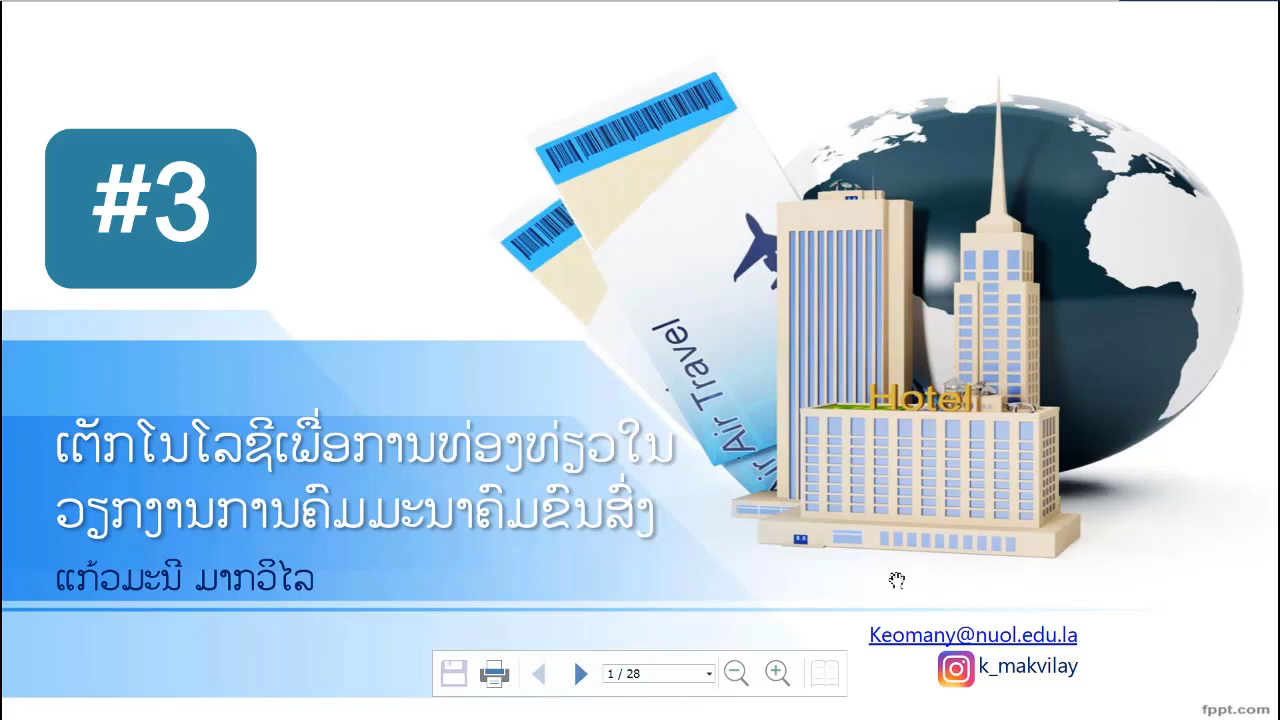 #3
Air Travel
Air
Hotel
ເຕັກໂນໂລຊີເພື່ອການທ່ອງທ່ຽວໃນ
ວຽກງານການຄົມມະນາຄົມຂົນສົ່ງ
ແກ້ວມະນີ ມາກວິໄລ
Keomany@nuol.edu.la
k_makvilay
1 / 28
fppt.com